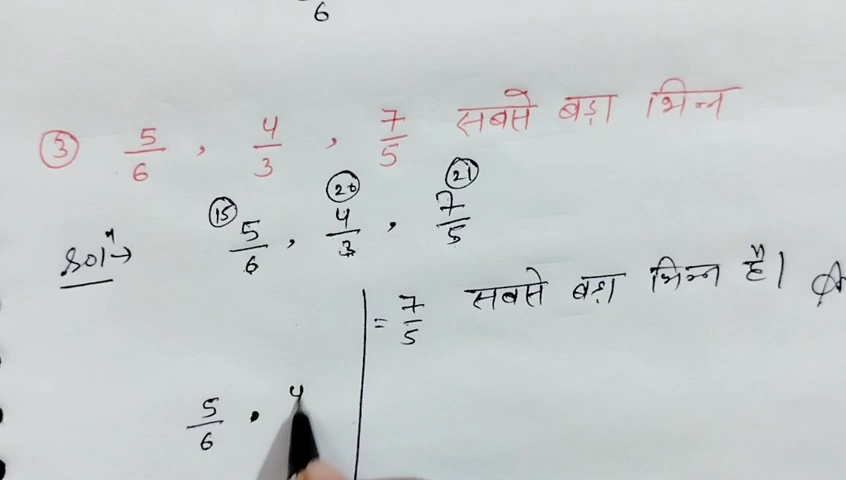 6
③ 5/6 , 4/3 , 7/5 सबसे बड़ा भिन्न
⑮ ⑳ ㉑
Solⁿ→ 5/6 , 4/3 , 7/5
= 7/5 सबसे बड़ा भिन्न है।
5/6 . 4